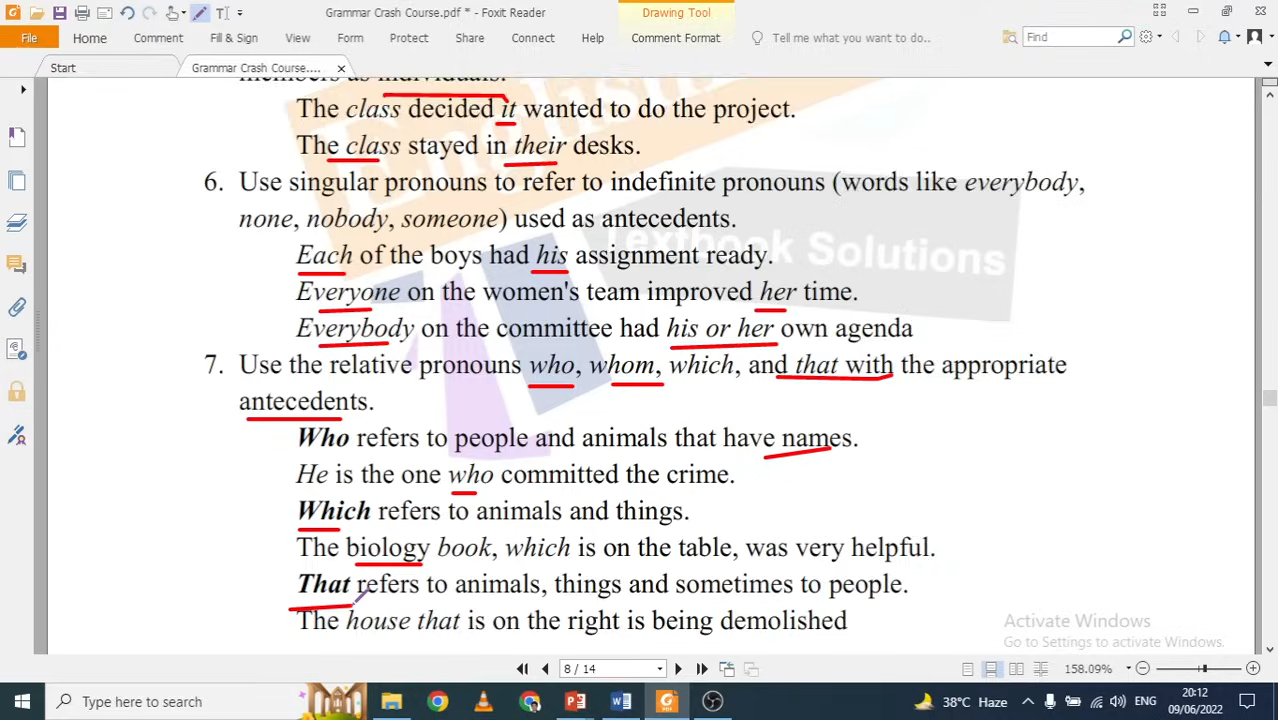 Grammar Crash Course.pdf * - Foxit Reader
Drawing Tool
File Home Comment Fill & Sign View Form Protect Share Connect Help Comment Format Tell me what you want to do.. Find
Start Grammar Crash Course....
members as individuals.
The class decided it wanted to do the project.
The class stayed in their desks.
6. Use singular pronouns to refer to indefinite pronouns (words like everybody,
none, nobody, someone) used as antecedents.
Each of the boys had his assignment ready.
Everyone on the women's team improved her time.
Everybody on the committee had his or her own agenda
7. Use the relative pronouns who, whom, which, and that with the appropriate
antecedents.
Who refers to people and animals that have names.
He is the one who committed the crime.
Which refers to animals and things.
The biology book, which is on the table, was very helpful.
That refers to animals, things and sometimes to people.
The house that is on the right is being demolished
English
Textbook Solutions
Activate Windows
Go to Settings to activate Windows.
8 / 14
158.09%
Type here to search
38°C Haze
ENG
20:12
09/06/2022